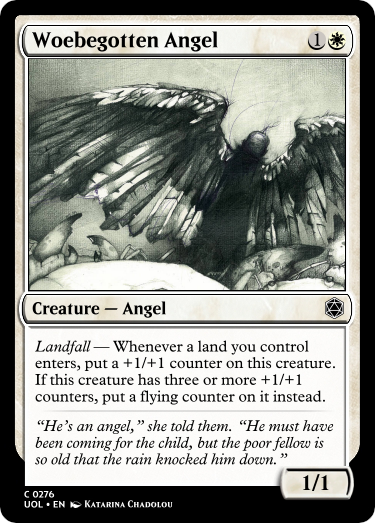 Woebegotten Angel
1
Creature — Angel
Landfall — Whenever a land you control
enters, put a +1/+1 counter on this creature.
If this creature has three or more +1/+1
counters, put a flying counter on it instead.
“He’s an angel,” she told them. “He must have
been coming for the child, but the poor fellow is
so old that the rain knocked him down.”
1/1
C 0276
UOL • EN Katarina Chadolou